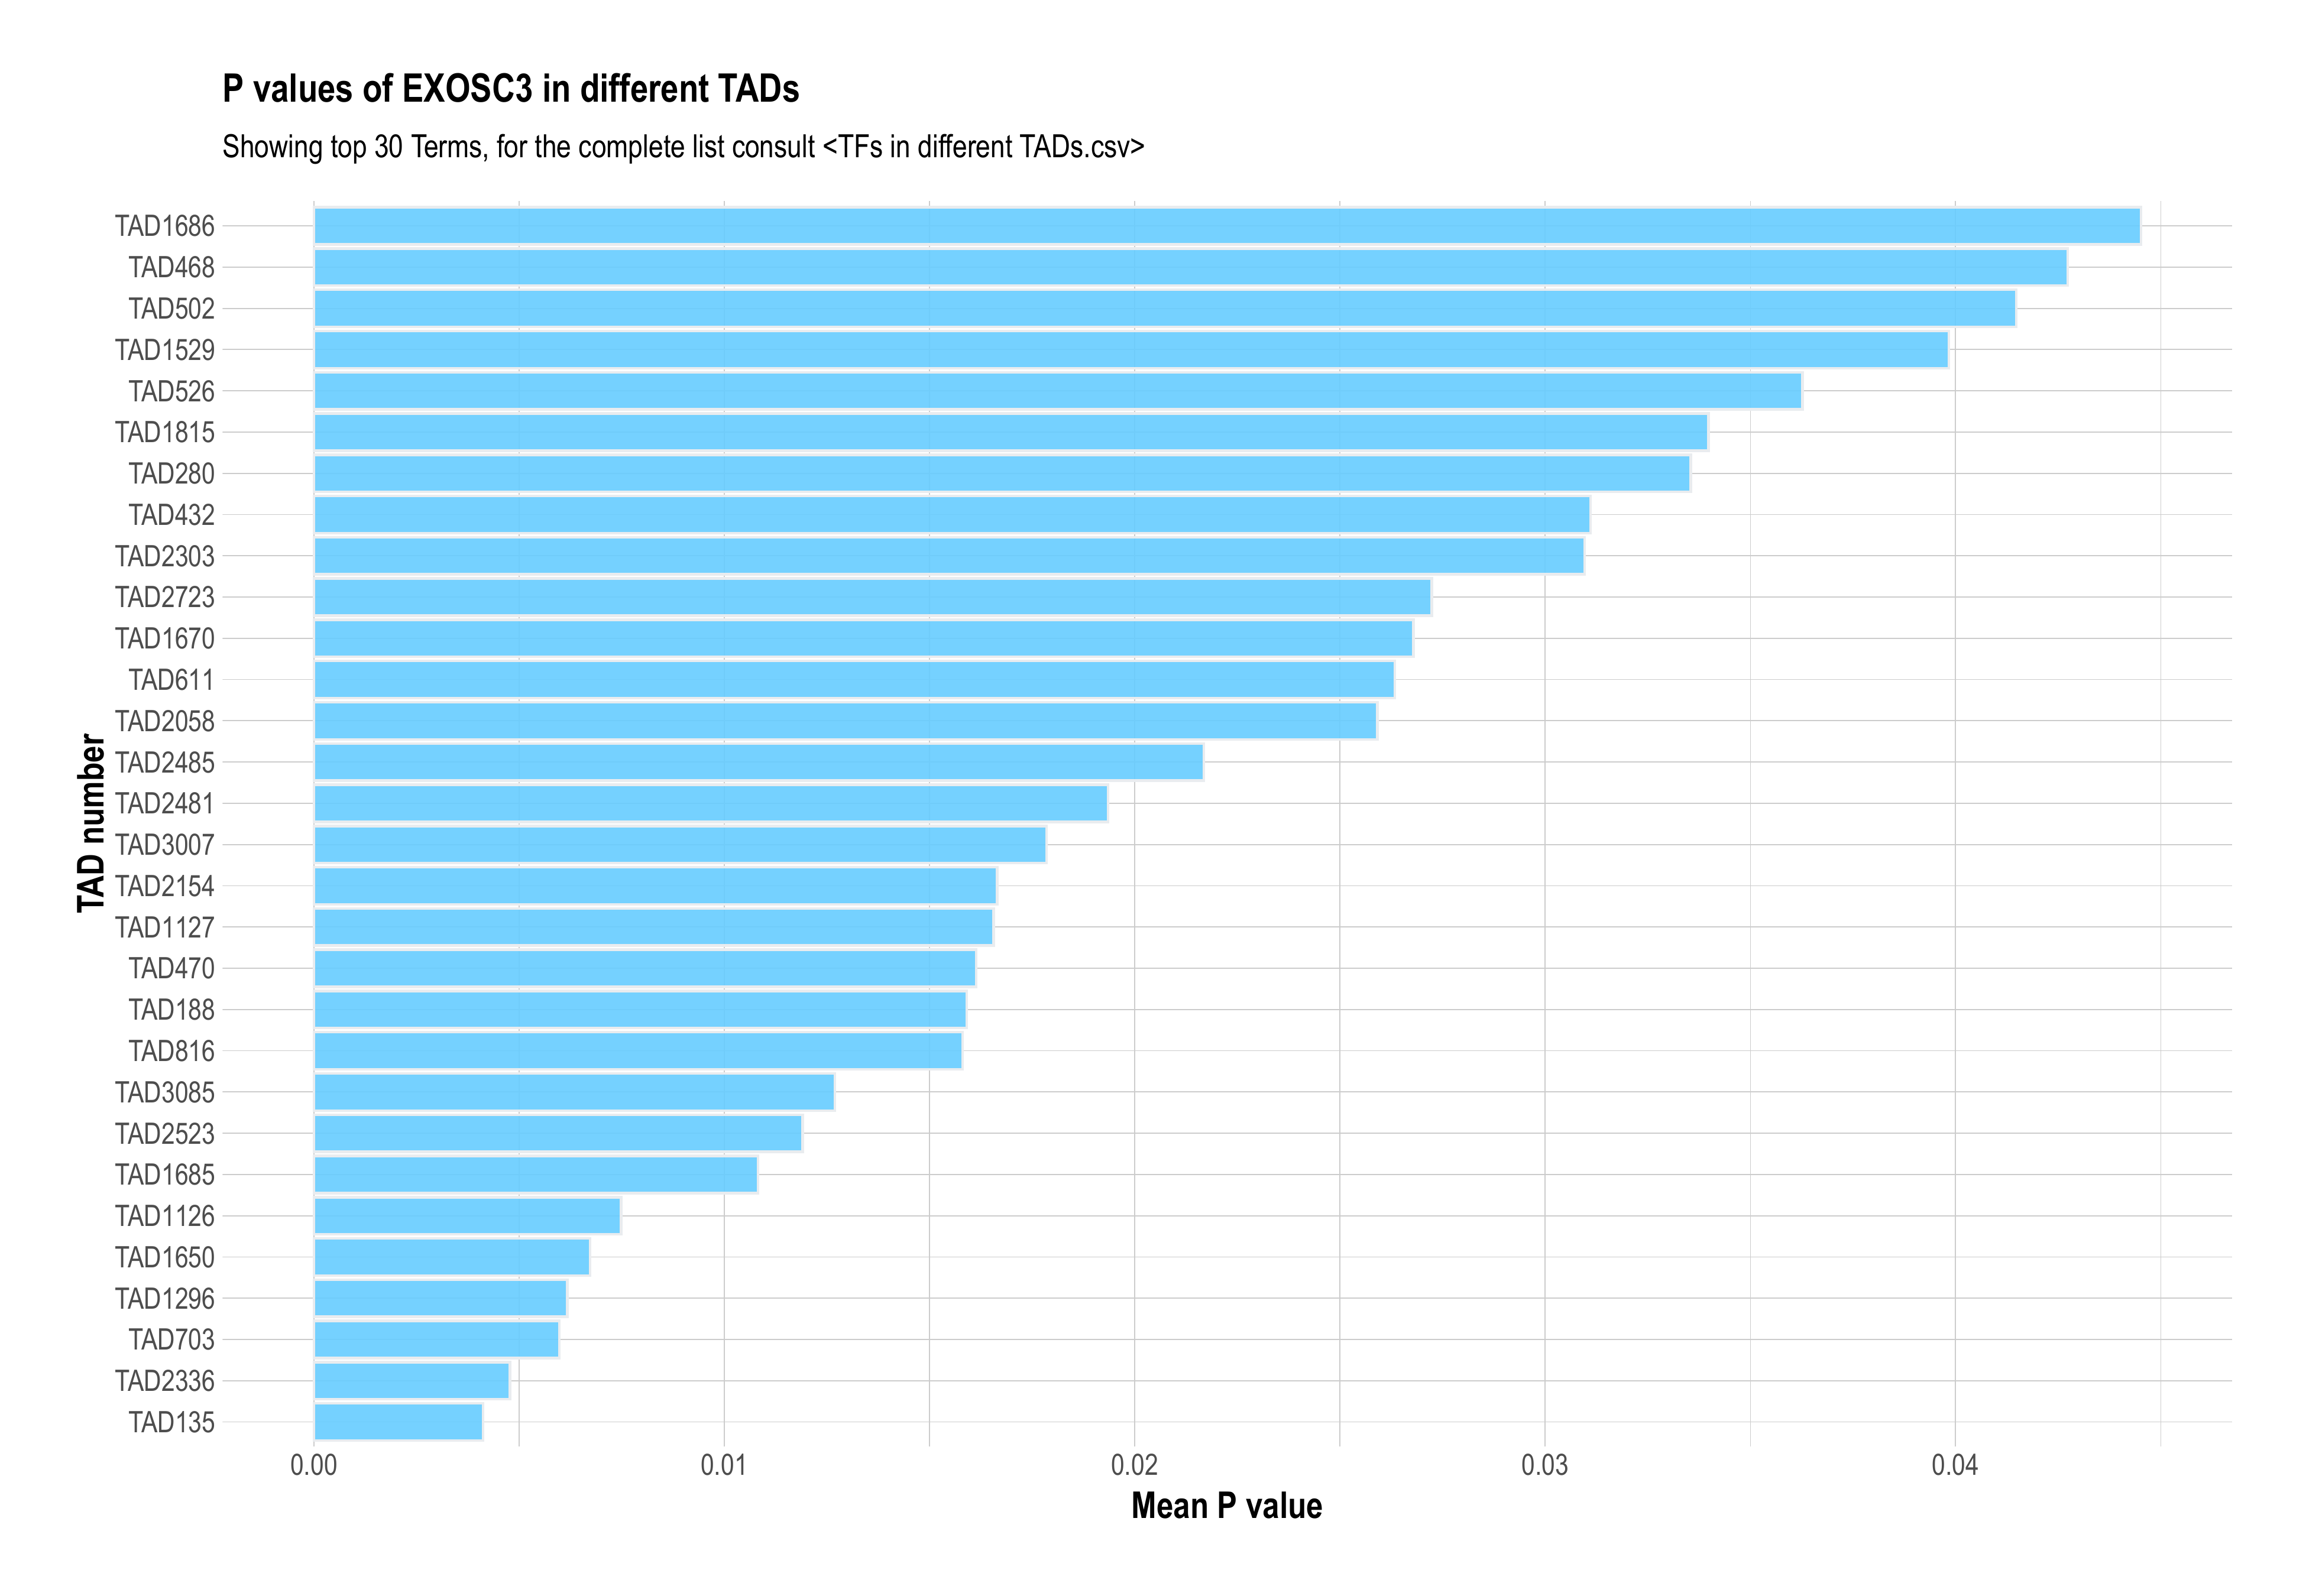 P values of EXOSC3 in different TADs
Showing top 30 Terms, for the complete list consult <TFs in different TADs.csv>
TAD number
TAD1686
TAD468
TAD502
TAD1529
TAD526
TAD1815
TAD280
TAD432
TAD2303
TAD2723
TAD1670
TAD611
TAD2058
TAD2485
TAD2481
TAD3007
TAD2154
TAD1127
TAD470
TAD188
TAD816
TAD3085
TAD2523
TAD1685
TAD1126
TAD1650
TAD1296
TAD703
TAD2336
TAD135
0.00 0.01 0.02 0.03 0.04
Mean P value